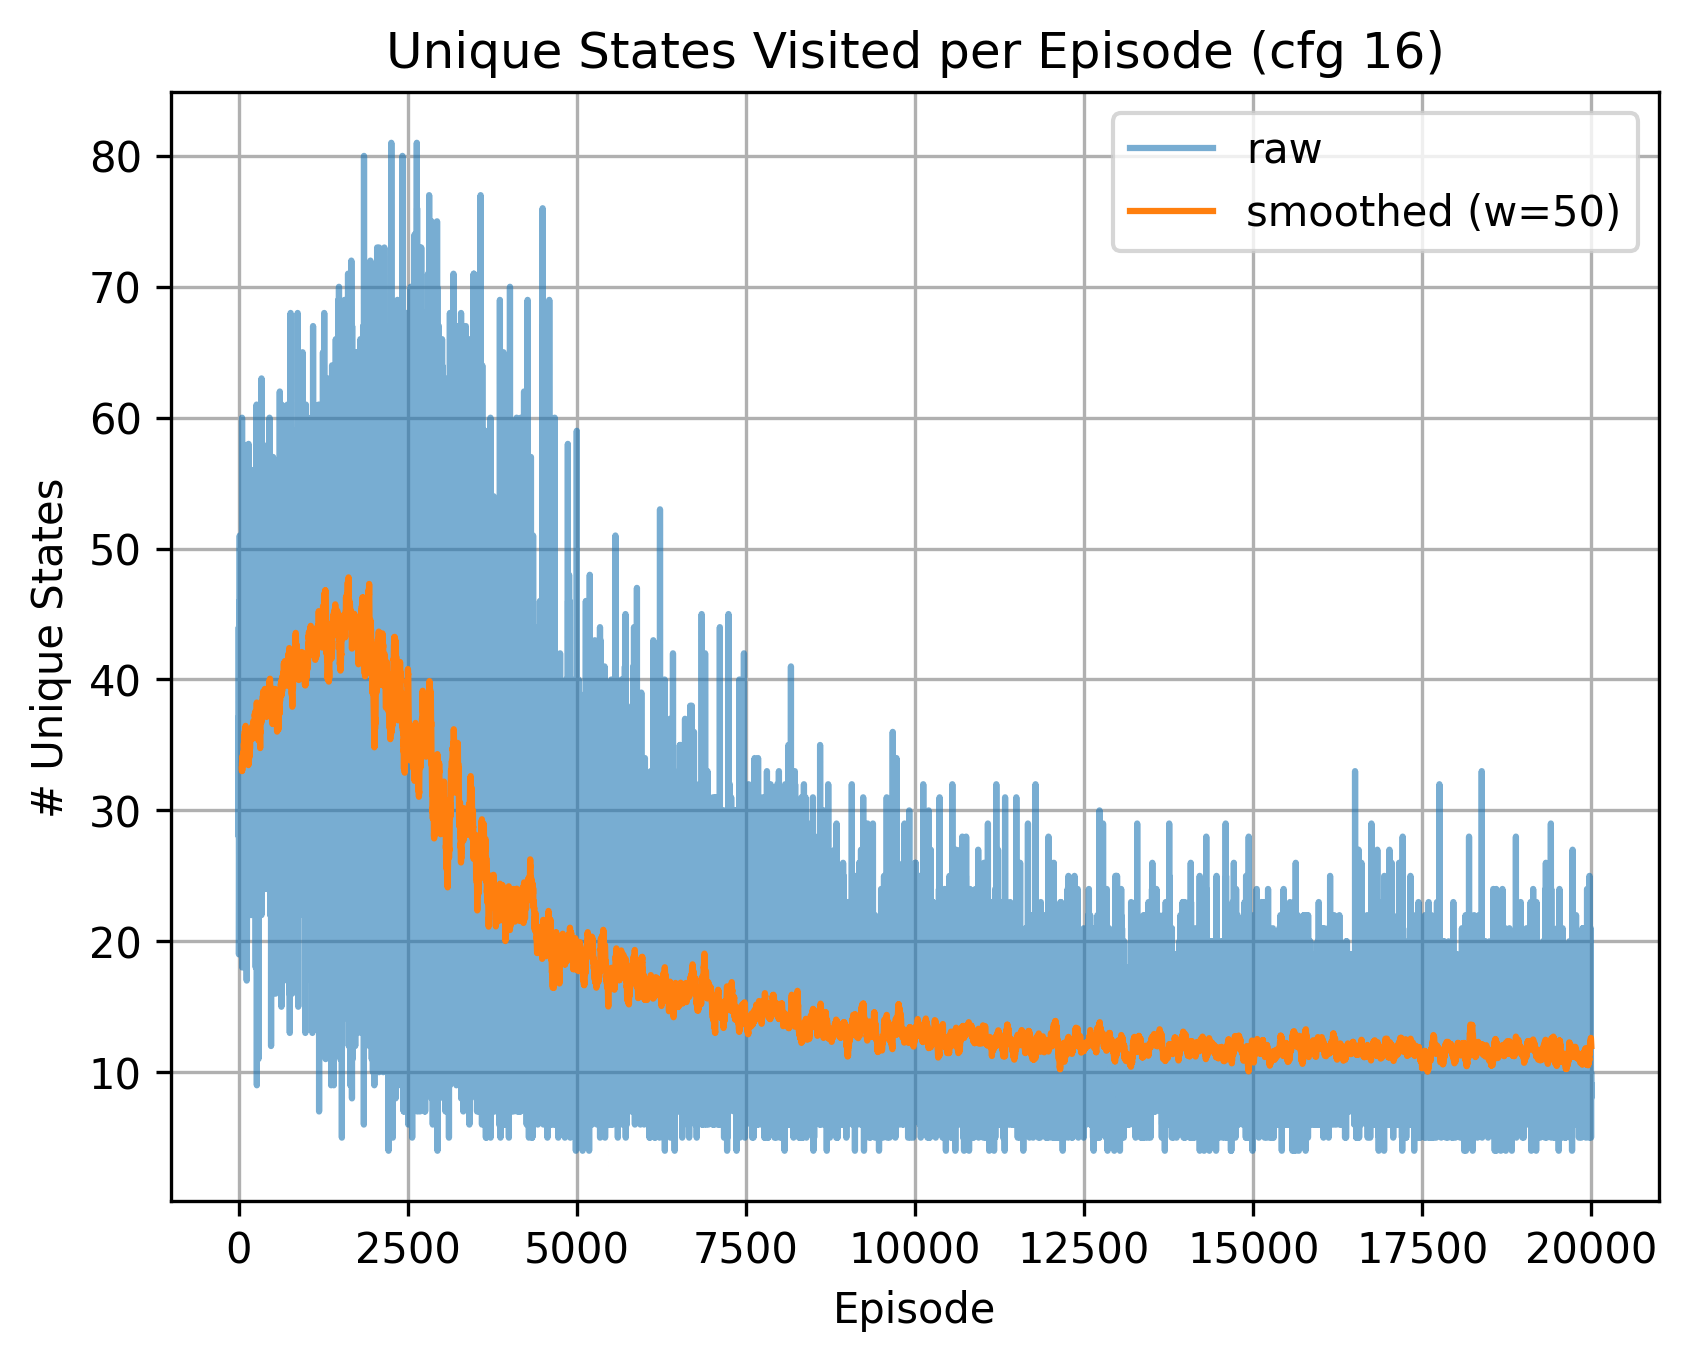 Unique States Visited per Episode (cfg 16)
raw
smoothed (w=50)
# Unique States
80
70
60
50
40
30
20
10
0 2500 5000 7500 10000 12500 15000 17500 20000
Episode